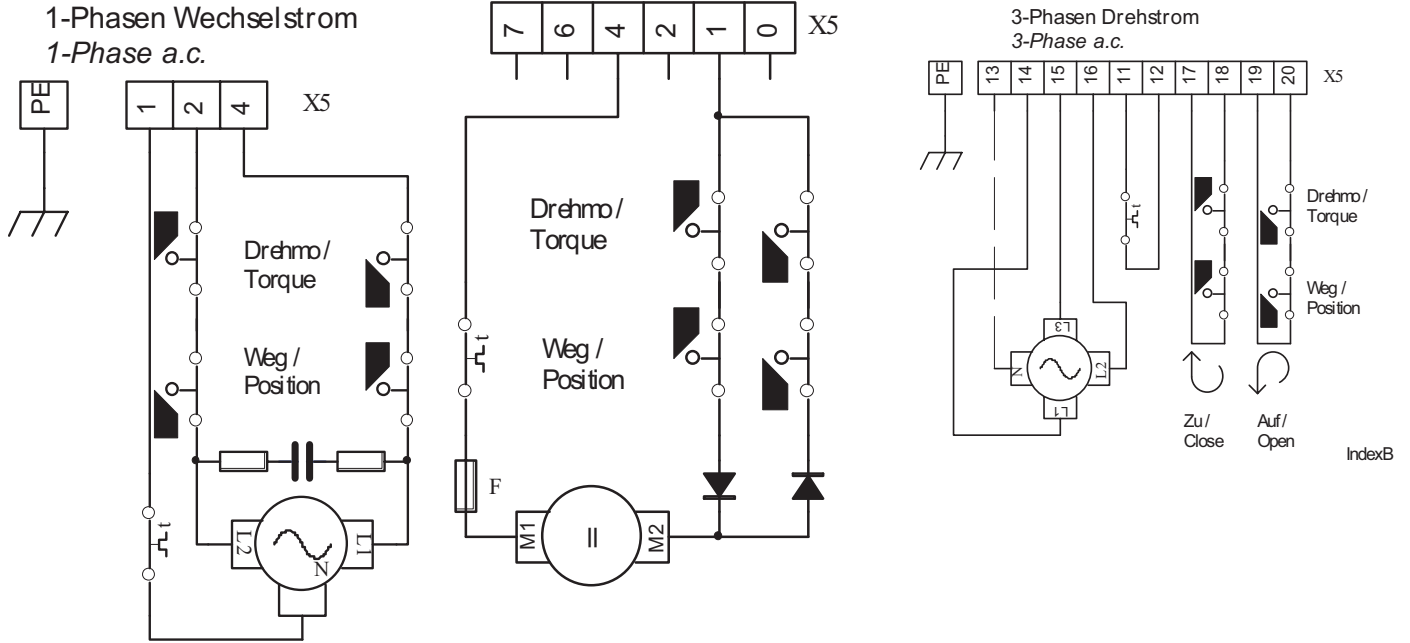 1-Phasen Wechselstrom
1-Phase a.c.
PE
1 2 4 X5
Drehmo /
Torque
Weg /
Position
t
L2 N L1
7 6 4 2 1 0 X5
Drehmo /
Torque
Weg /
Position
t
F
M1 = M2
3-Phasen Drehstrom
3-Phase a.c.
PE
13 14 15 16 11 12 17 18 19 20 X5
t
Drehmo /
Torque
Weg /
Position
L3
N L2
L1
Zu /
Close
Auf /
Open
IndexB